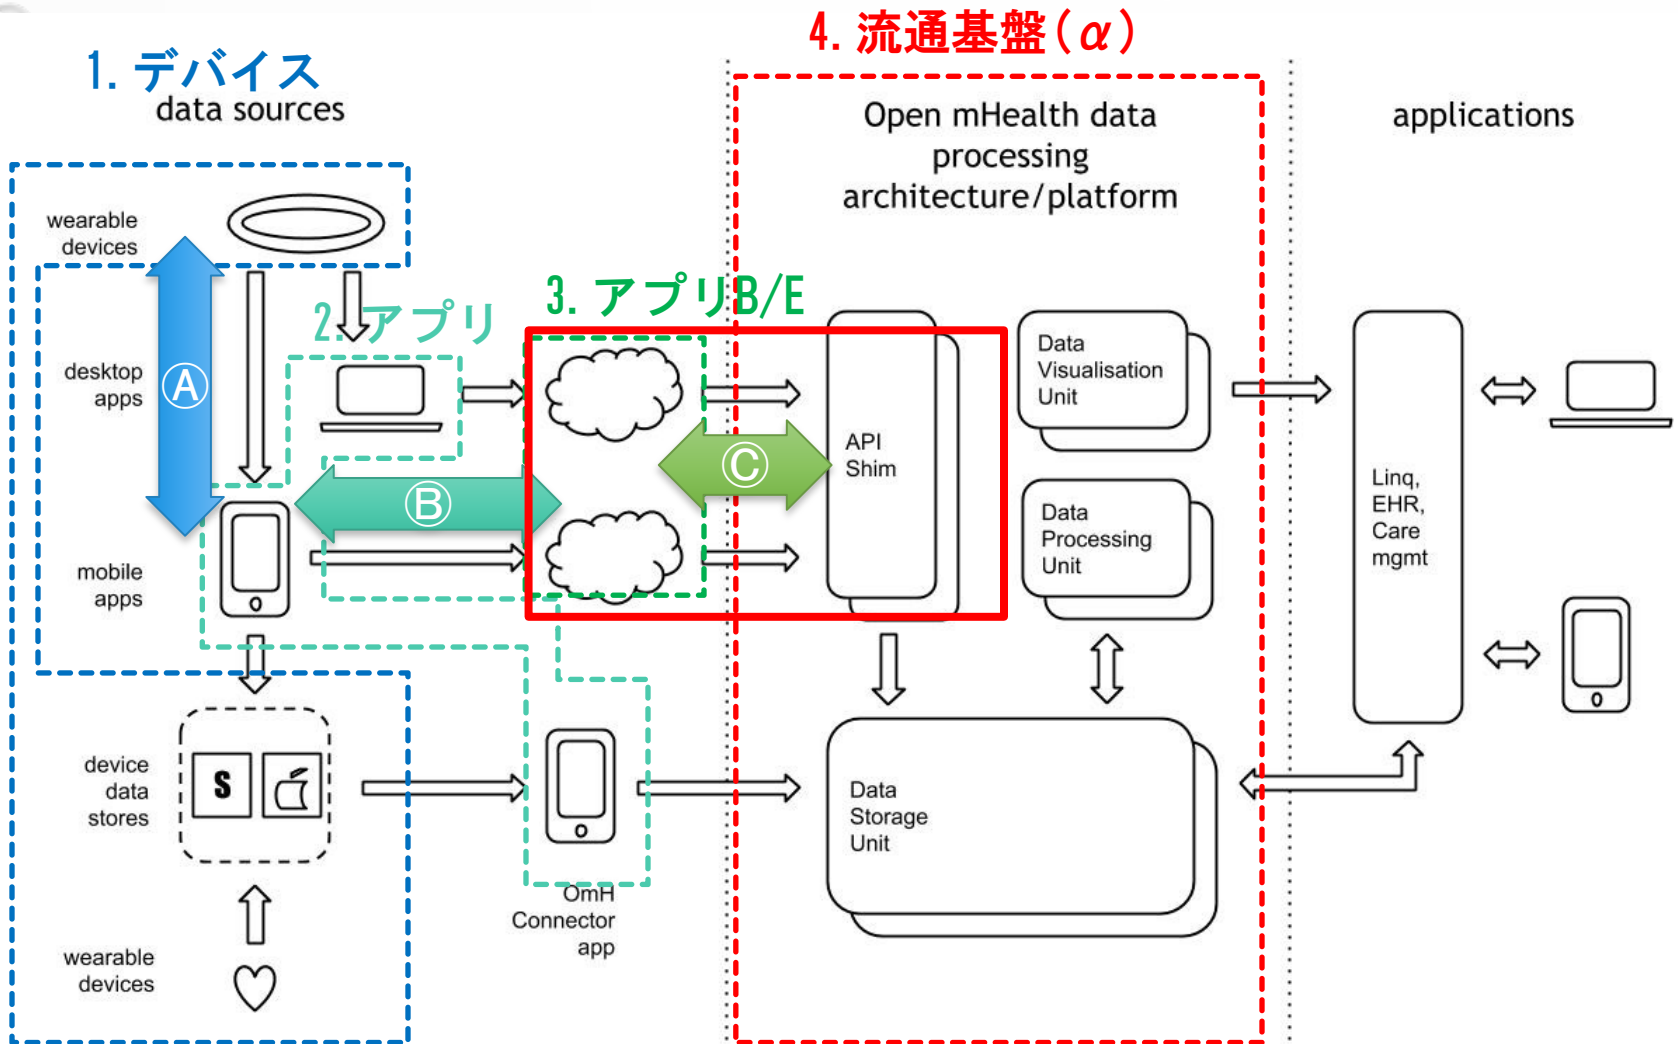 4. 流通基盤(α)
1. デバイス
data sources
Open mHealth data
processing
architecture/platform
applications
wearable
devices
3. アプリB/E
2. アプリ
desktop
apps
Ⓐ
Data
Visualisation
Unit
API
Shim
Ⓒ
Ⓑ
Linq,
EHR,
Care
mgmt
Data
Processing
Unit
mobile
apps
device
data
stores
S
Data
Storage
Unit
OmH
Connector
app
wearable
devices